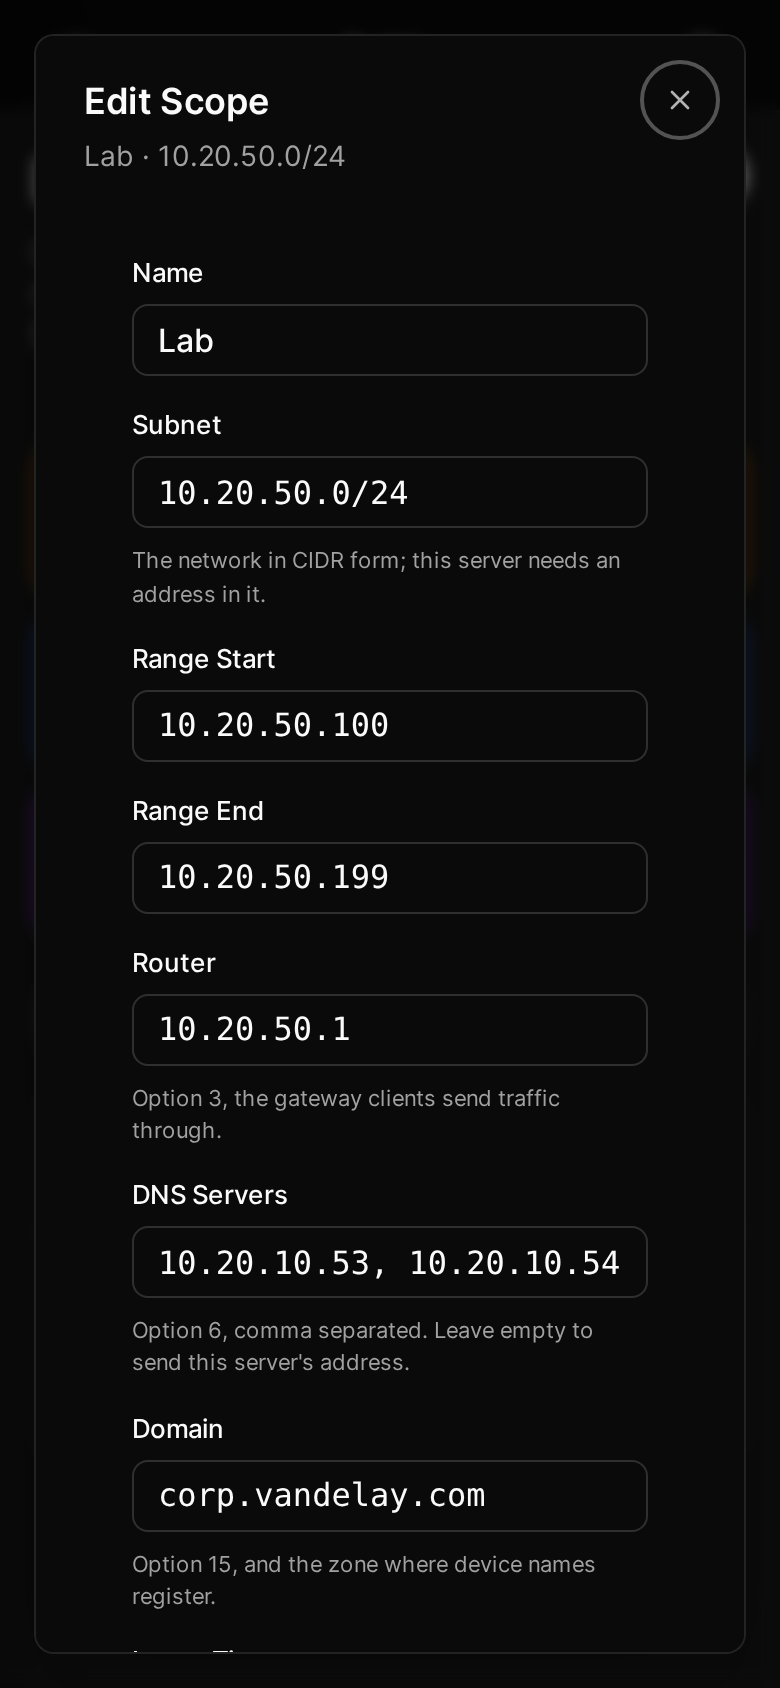 Edit Scope
Lab · 10.20.50.0/24
Name
Lab
Subnet
10.20.50.0/24
The network in CIDR form; this server needs an
address in it.
Range Start
10.20.50.100
Range End
10.20.50.199
Router
10.20.50.1
Option 3, the gateway clients send traffic
through.
DNS Servers
10.20.10.53, 10.20.10.54
Option 6, comma separated. Leave empty to
send this server's address.
Domain
corp.vandelay.com
Option 15, and the zone where device names
register.